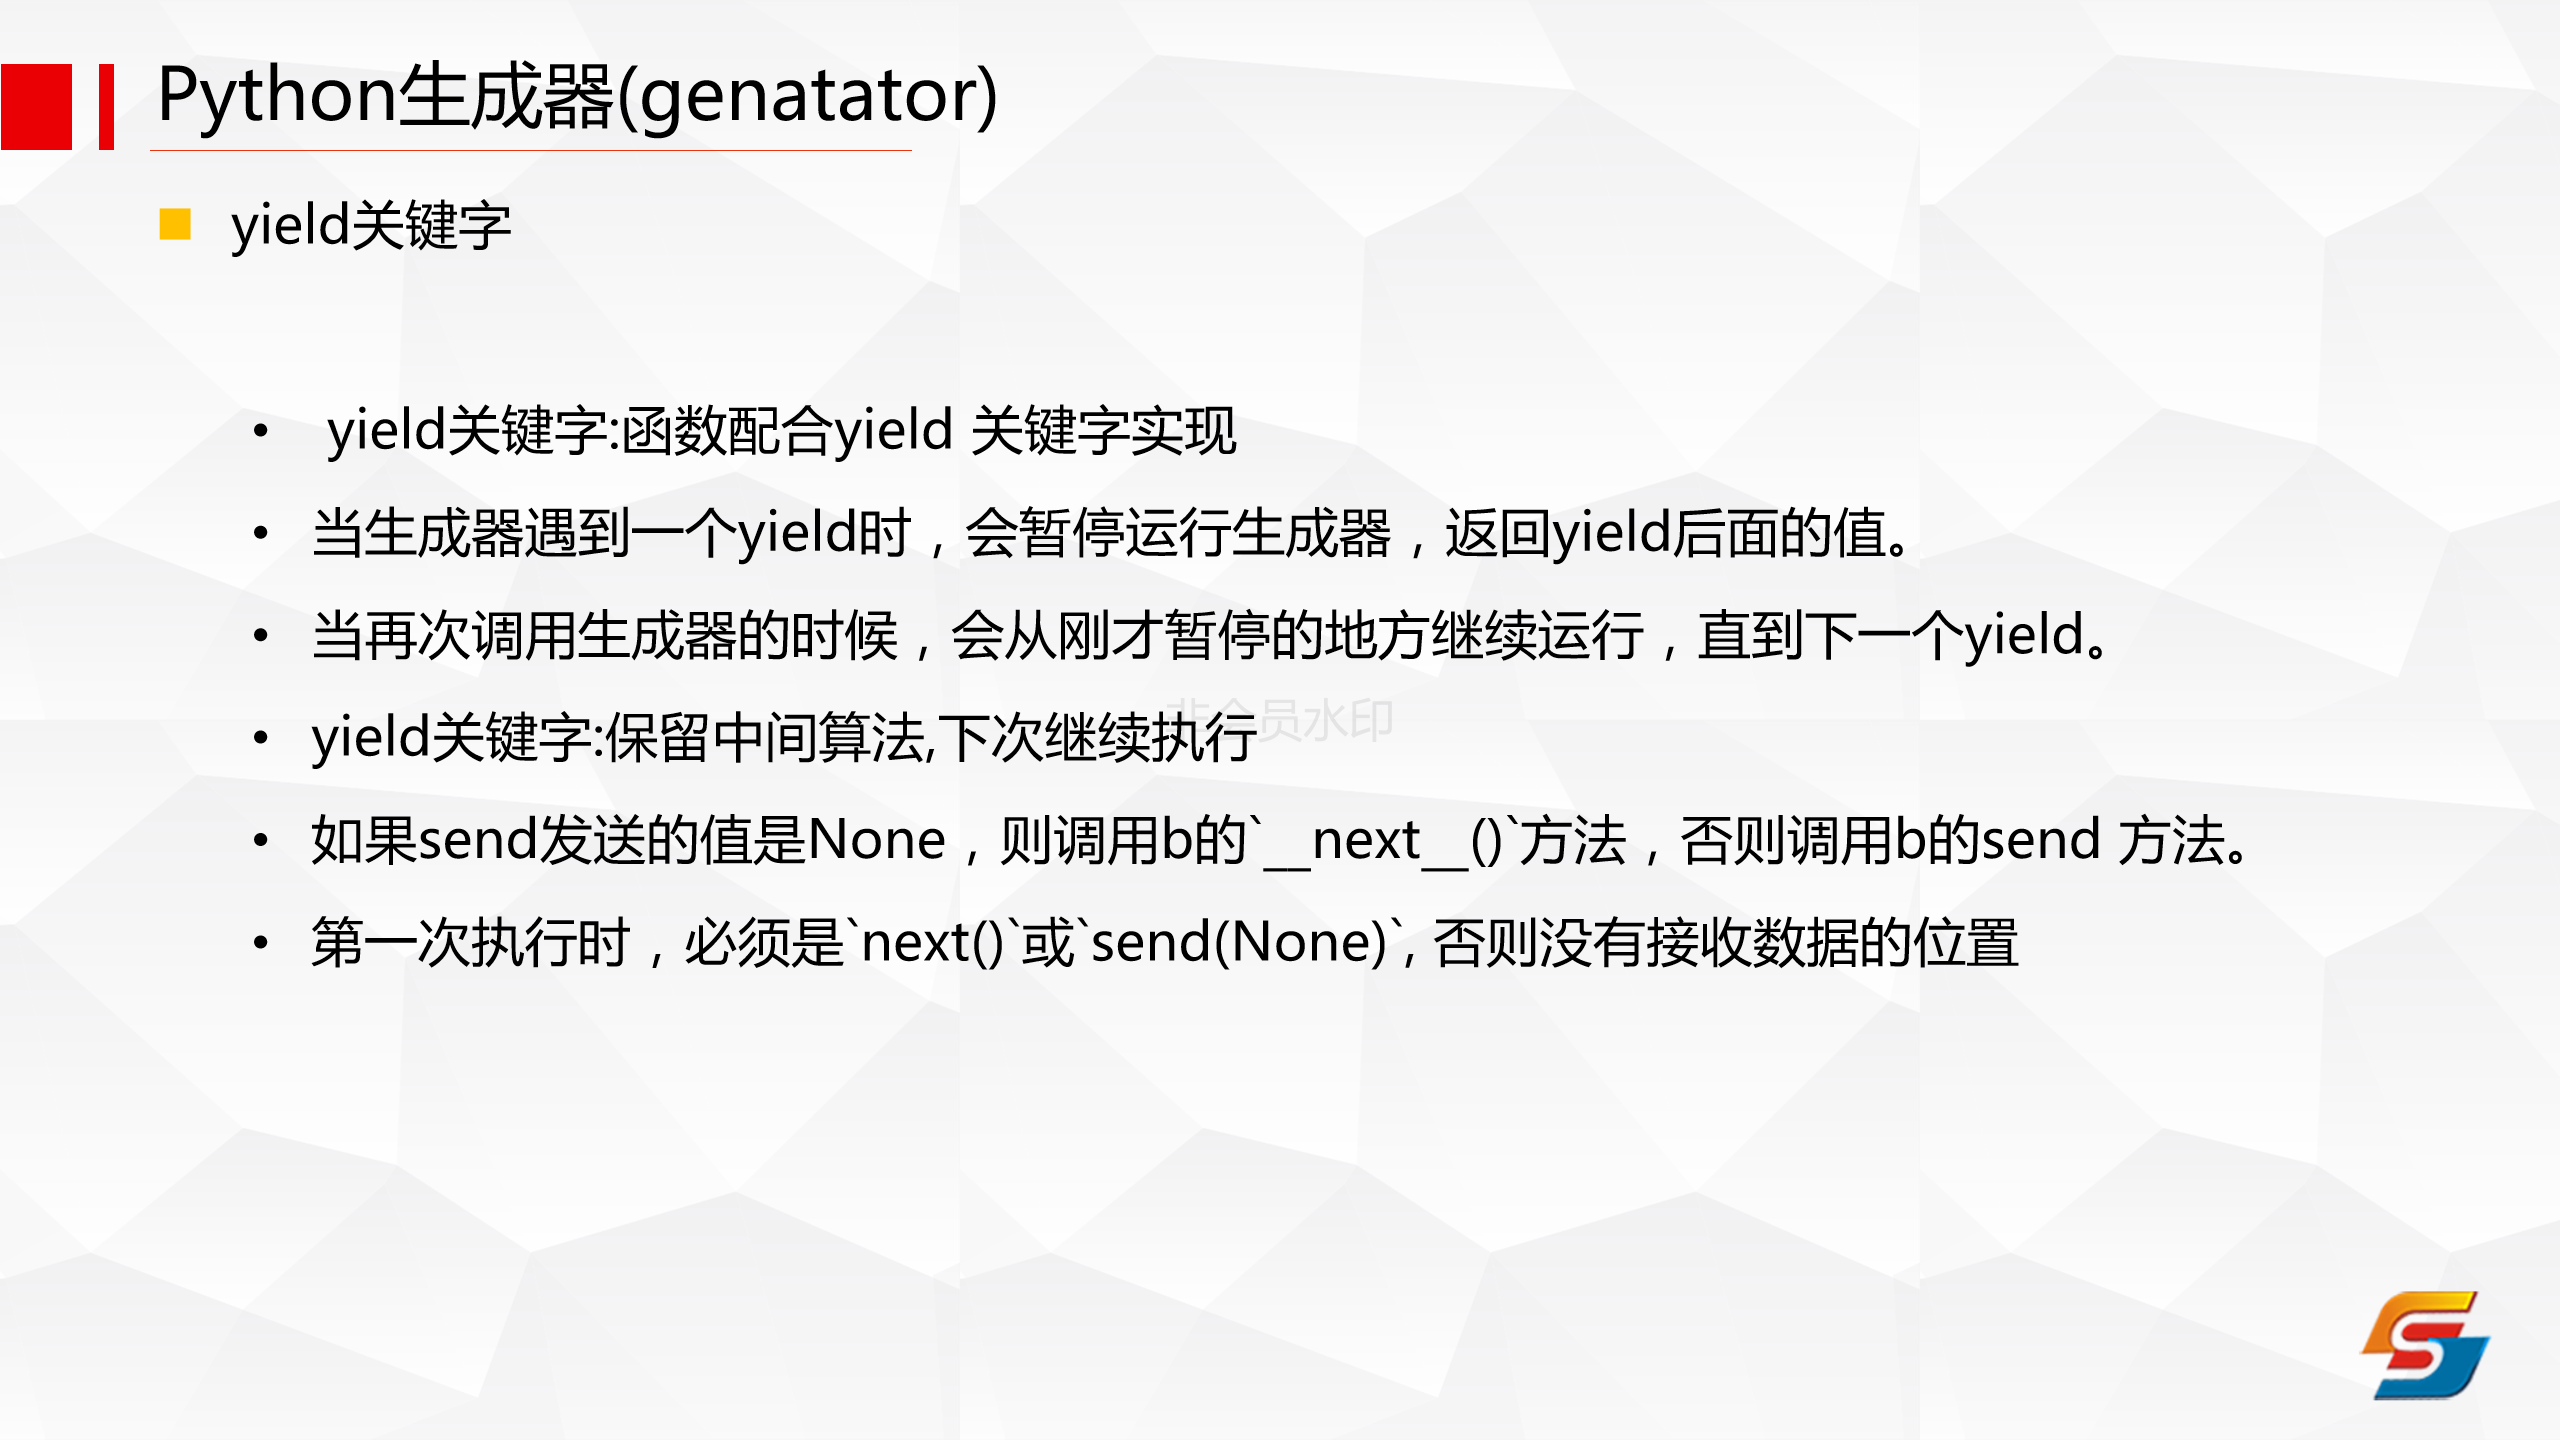 Python生成器(genatator)
yield关键字
yield关键字:函数配合yield 关键字实现
当生成器遇到一个yield时，会暂停运行生成器，返回yield后面的值。
当再次调用生成器的时候，会从刚才暂停的地方继续运行，直到下一个yield。
非会员水印
yield关键字:保留中间算法,下次继续执行
如果send发送的值是None，则调用b的`__next__()`方法，否则调用b的send 方法。
第一次执行时，必须是`next()`或`send(None)`, 否则没有接收数据的位置